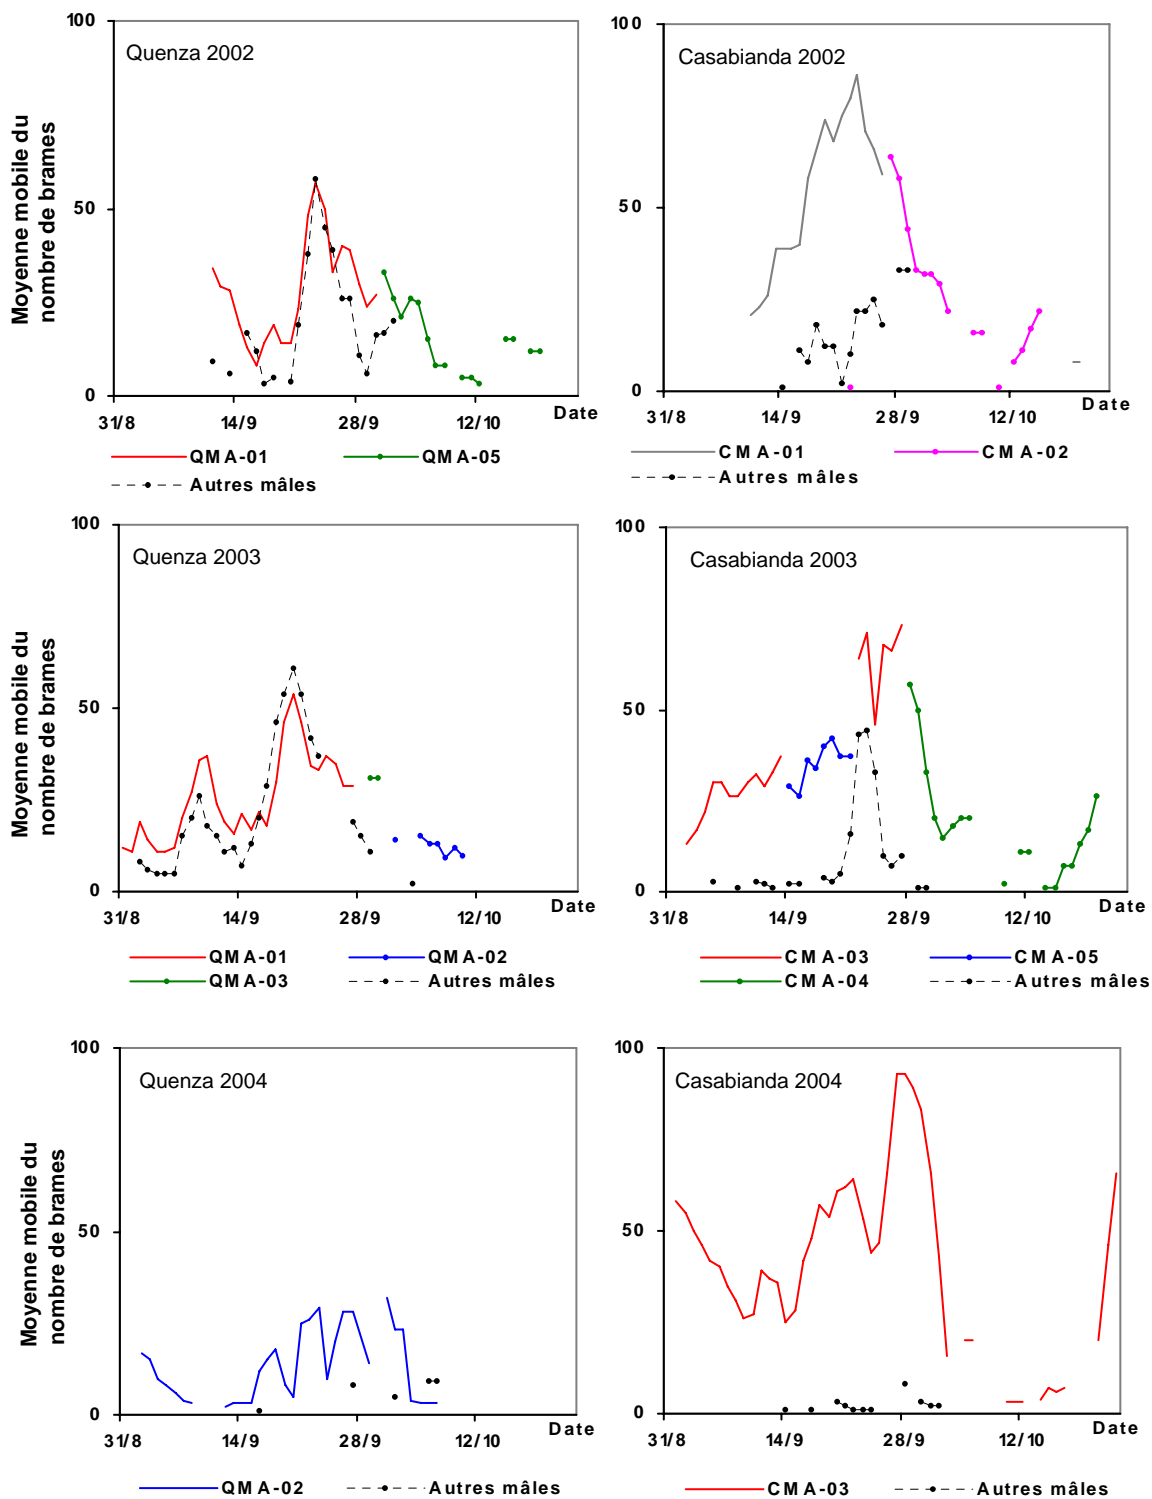 100
Quenza 2002
50
0
31/8 14/9 28/9 12/10 Date
Moyenne mobile du
nombre de brames
QMA-01 QMA-05
Autres mâles
100
Casabianda 2002
50
0
31/8 14/9 28/9 12/10 Date
CMA-01 CMA-02
Autres mâles
100
Quenza 2003
50
0
31/8 14/9 28/9 12/10 Date
Moyenne mobile du
nombre de brames
QMA-01 QMA-02
QMA-03 Autres mâles
100
Casabianda 2003
50
0
31/8 14/9 28/9 12/10 Date
CMA-03 CMA-05
CMA-04 Autres mâles
100
Quenza 2004
50
0
31/8 14/9 28/9 12/10 Date
Moyenne mobile du
nombre de brames
QMA-02 Autres mâles
100
Casabianda 2004
50
0
31/8 14/9 28/9 12/10 Date
CMA-03 Autres mâles